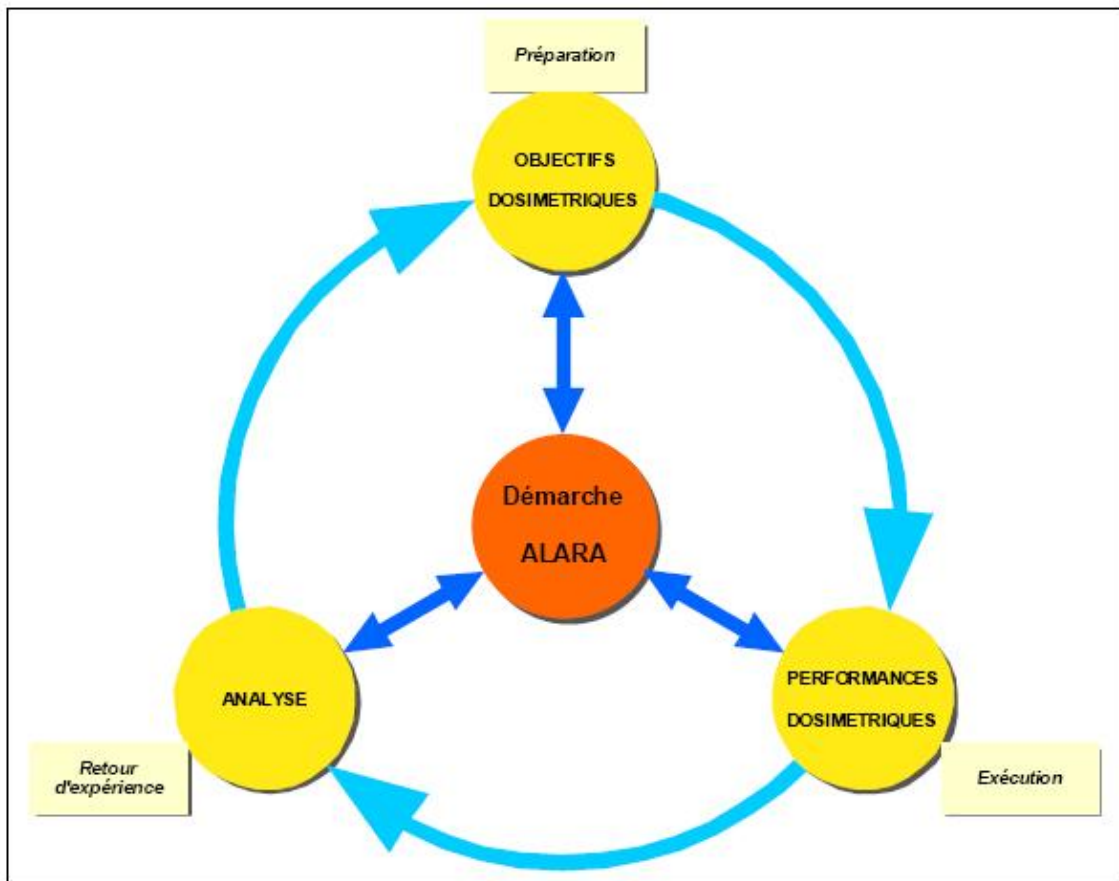 Préparation
OBJECTIFS
DOSIMETRIQUES
Démarche
ALARA
ANALYSE
PERFORMANCES
DOSIMETRIQUES
Retour
d'expérience
Exécution